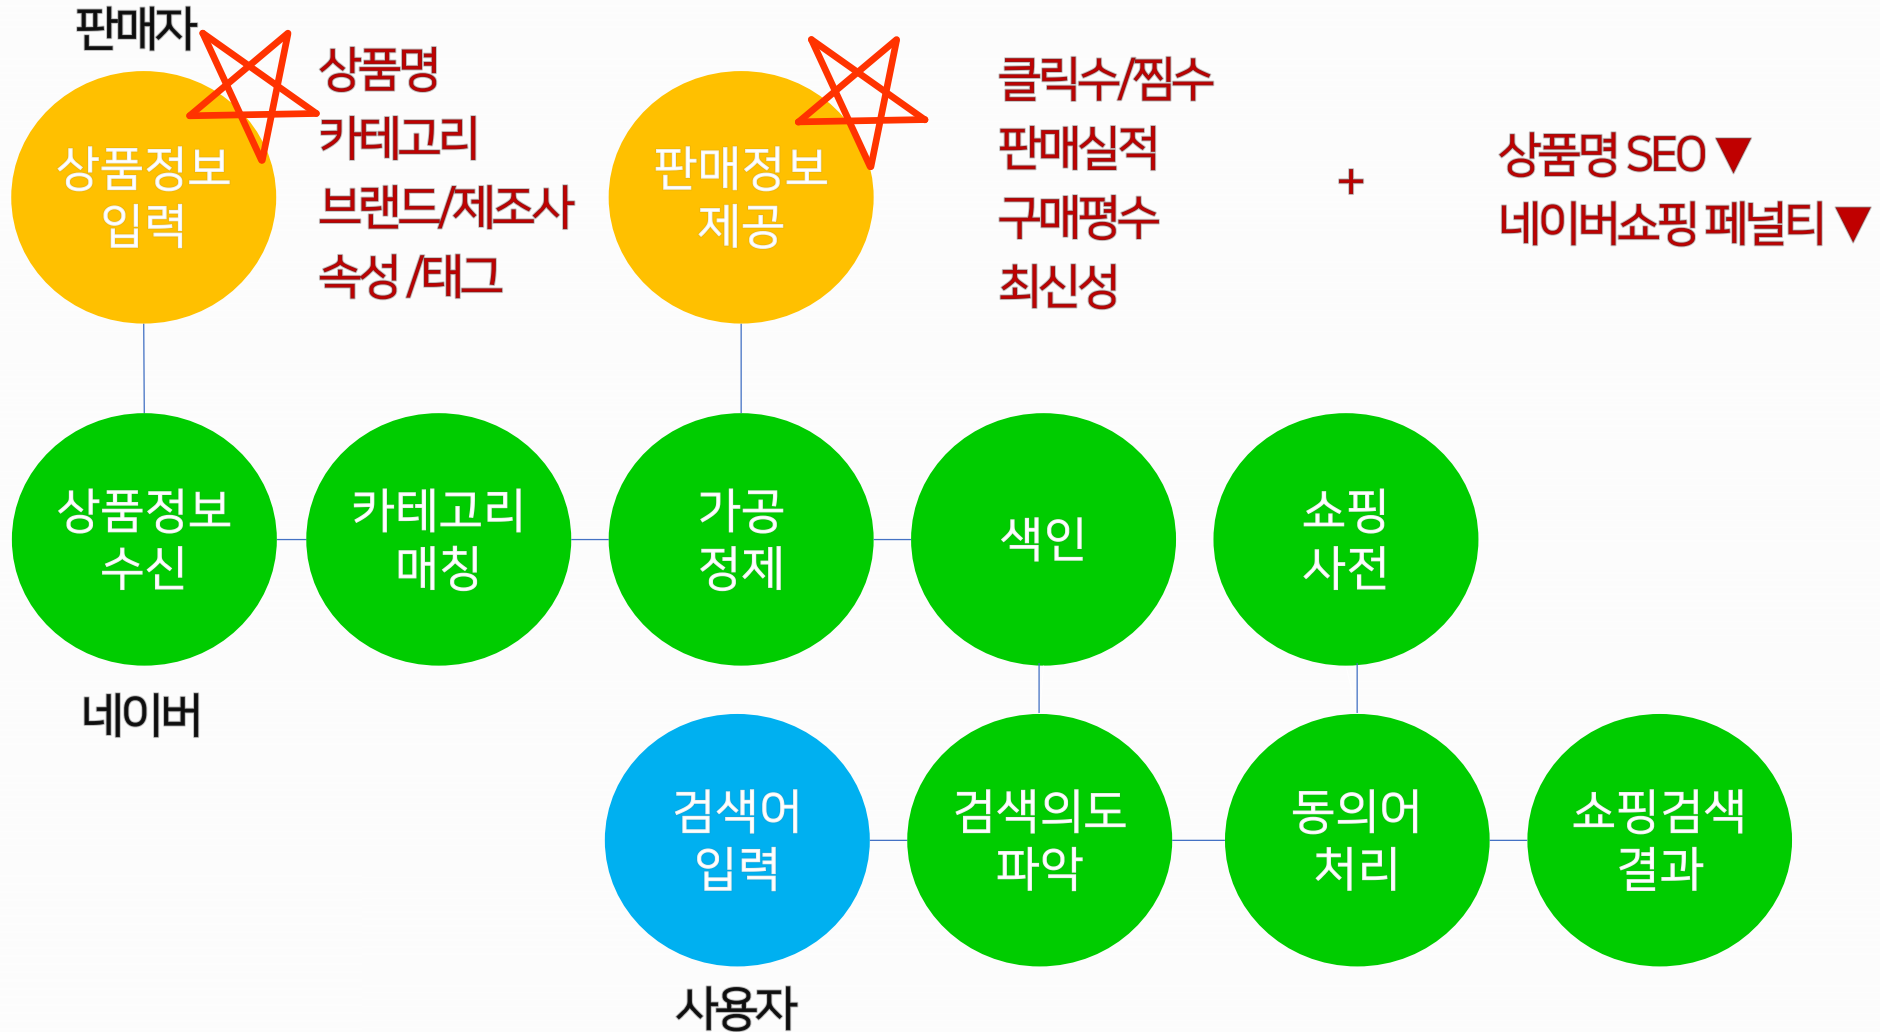 판매자
상품정보
입력
상품명
카테고리
브랜드/제조사
속성 /태그
판매정보
제공
클릭수/찜수
판매실적
구매평수
최신성
+
상품명 SEO ▼
네이버쇼핑 페널티 ▼
상품정보
수신
카테고리
매칭
가공
정제
색인
쇼핑
사전
네이버
검색어
입력
검색의도
파악
동의어
처리
쇼핑검색
결과
사용자